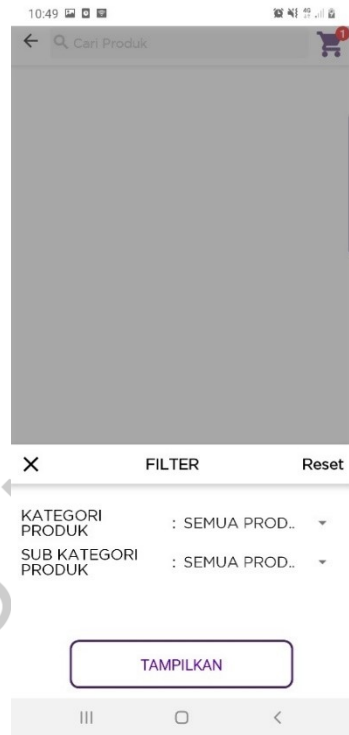 10:49
Cari Produk
1
FILTER
Reset
KATEGORI
PRODUK
: SEMUA PROD..
SUB KATEGORI
PRODUK
: SEMUA PROD..
TAMPILKAN